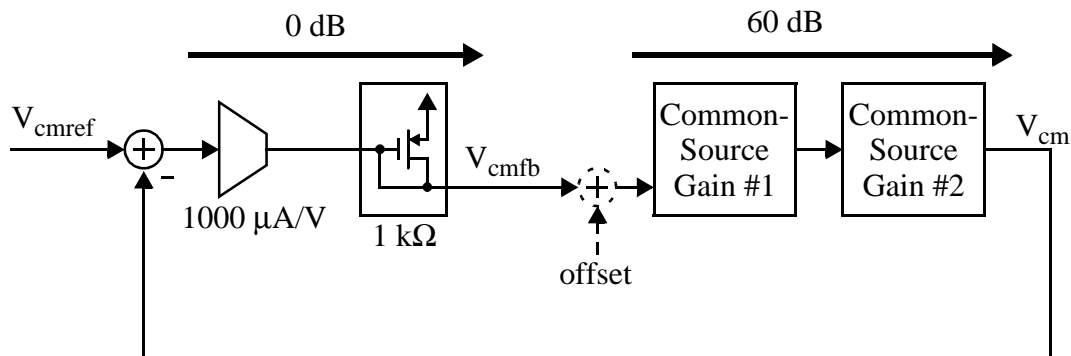 0 dB
60 dB
V_cmref
+
-
1000 μA/V
1 kΩ
V_cmfb
+
offset
Common-
Source
Gain #1
Common-
Source
Gain #2
V_cm